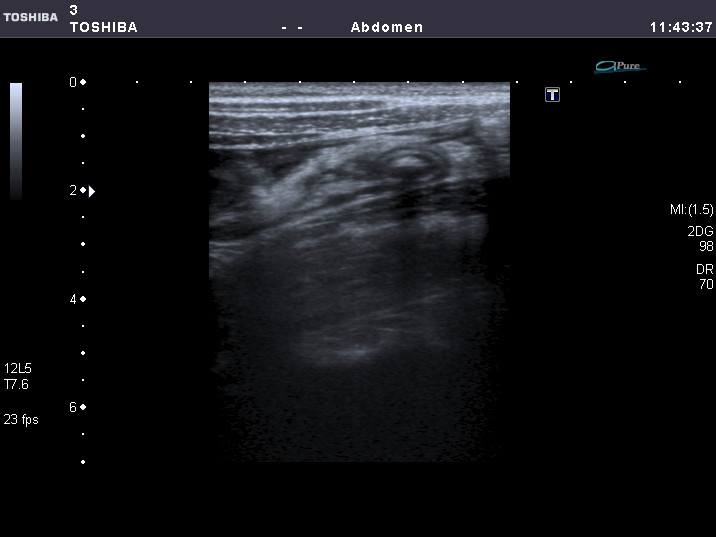 TOSHIBA
3
TOSHIBA
- -
Abdomen
11:43:37
aPure
T
0
2
4
6
MI:(1.5)
2DG
98
DR
70
12L5
T7.6
23 fps